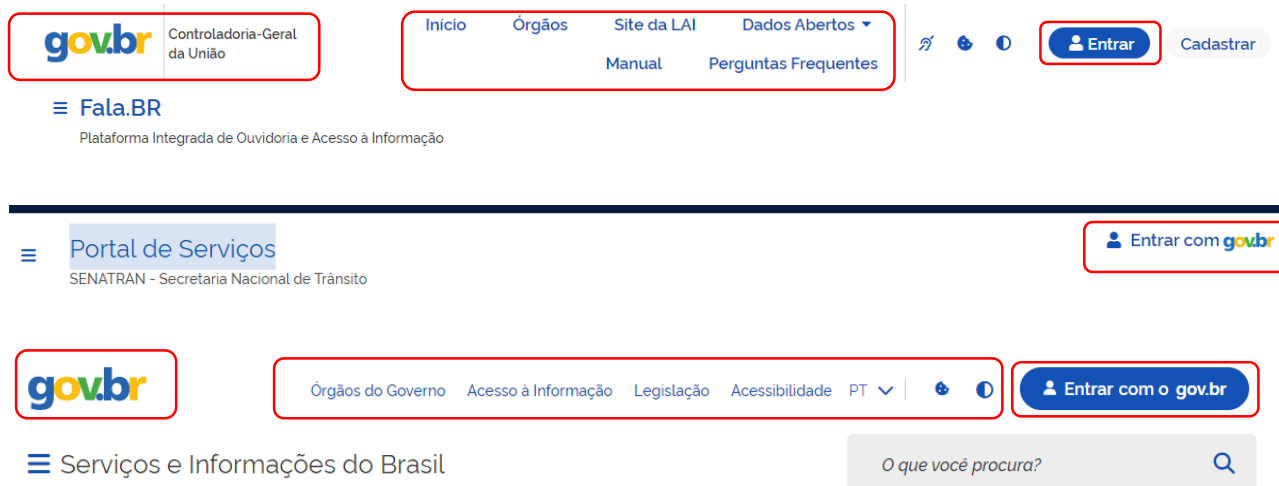 gov.br
Controladoria-Geral
da União
Início Órgãos Site da LAI Dados Abertos
Manual Perguntas Frequentes
Entrar
Cadastrar
Fala.BR
Plataforma Integrada de Ouvidoria e Acesso à Informação
Portal de Serviços
SENATRAN - Secretaria Nacional de Trânsito
Entrar com gov.br
gov.br
Órgãos do Governo Acesso à Informação Legislação Acessibilidade PT
Entrar com o gov.br
Serviços e Informações do Brasil
O que você procura?